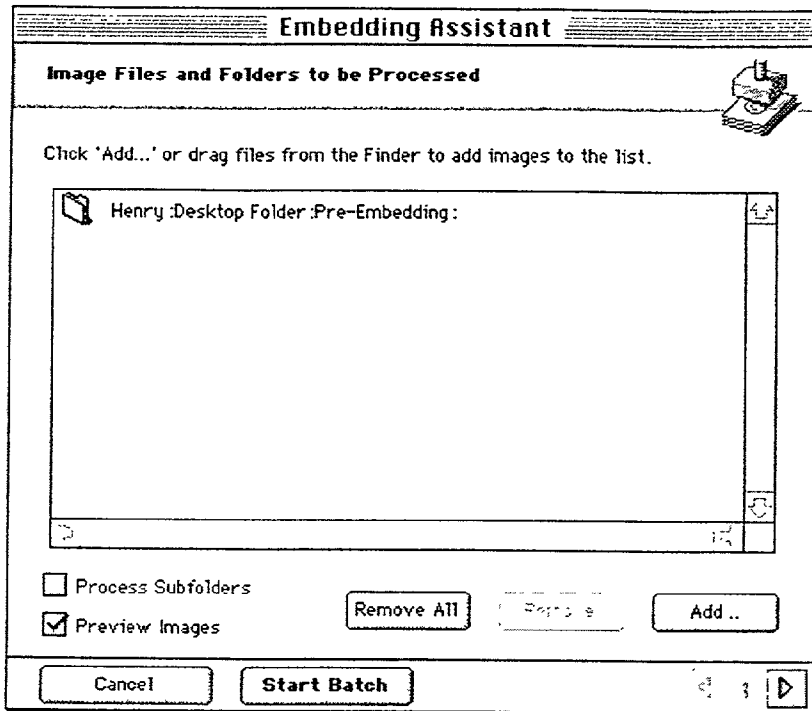 Embedding Assistant
Image Files and Folders to be Processed
Click 'Add...' or drag files from the Finder to add images to the list.
Henry :Desktop Folder :Pre-Embedding :
Process Subfolders
Preview Images
Remove All
Add ..
Cancel
Start Batch